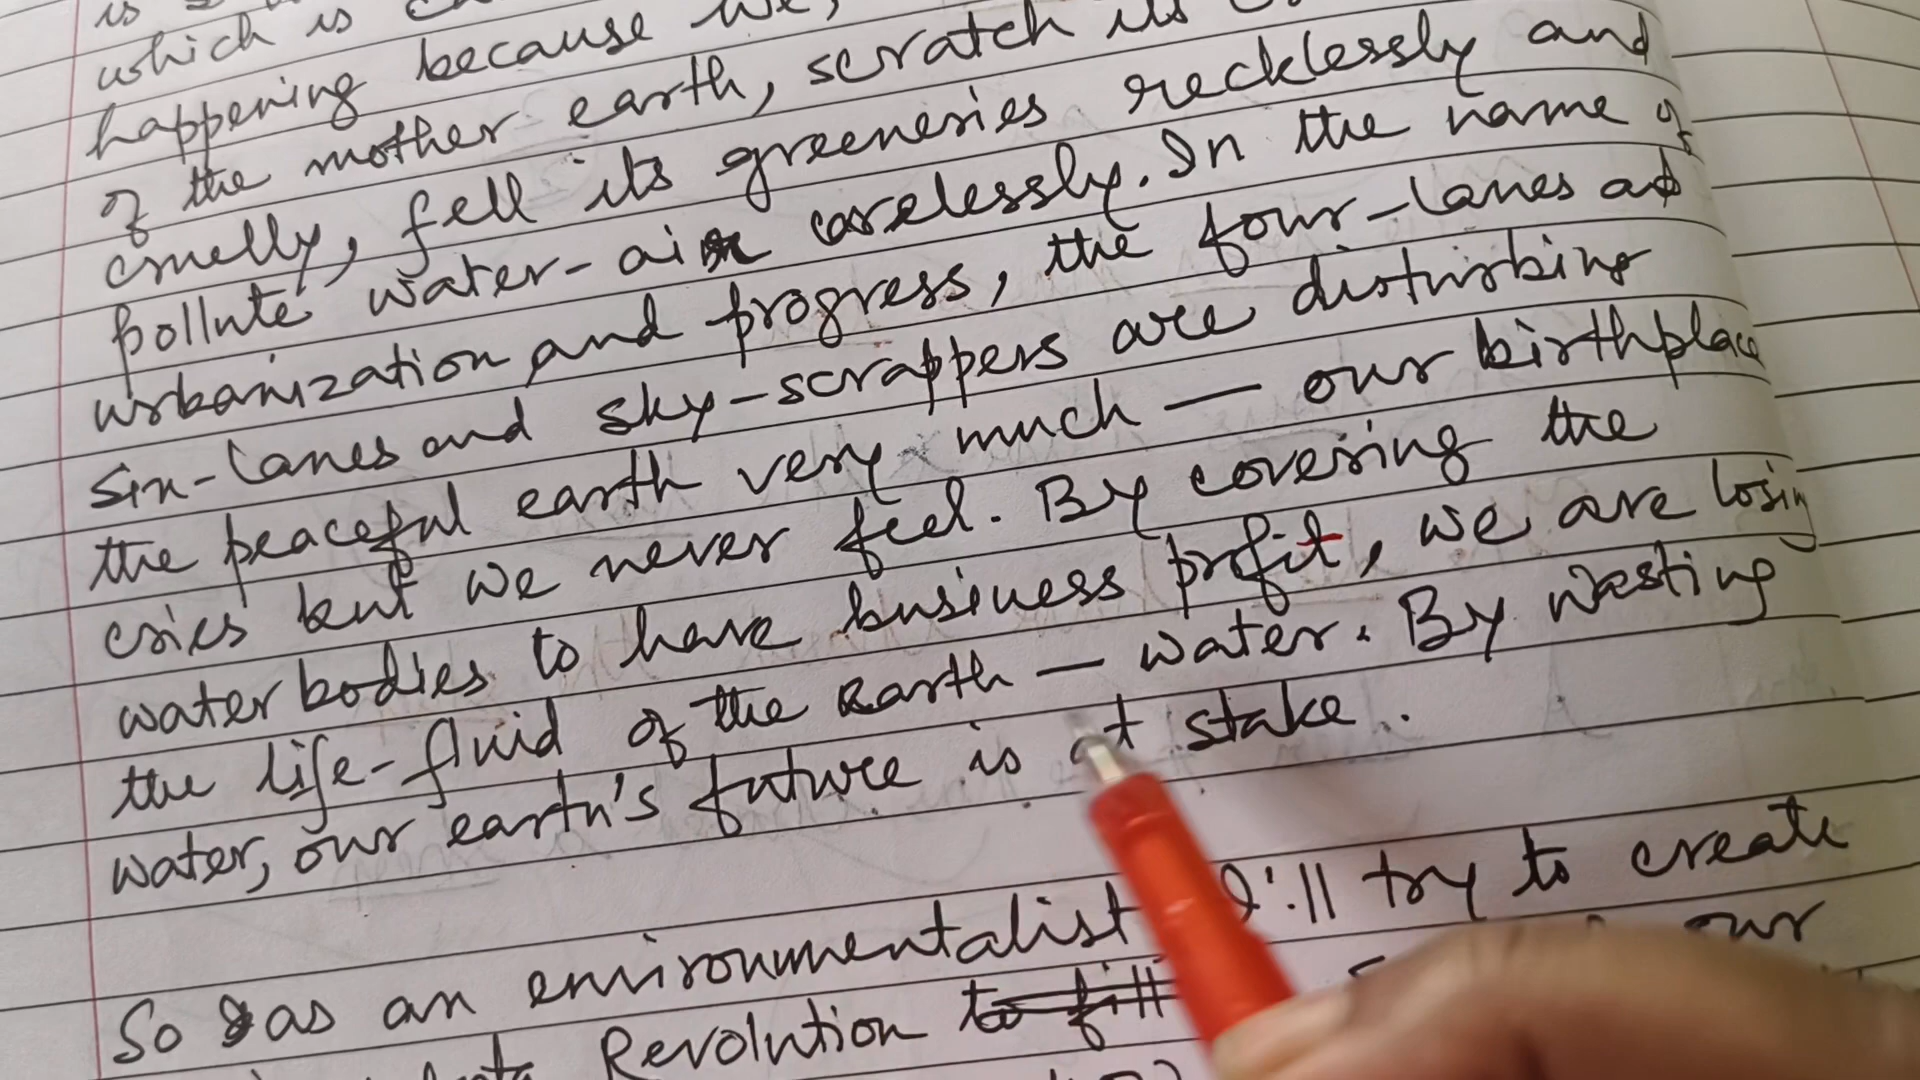 is
which is
happening because we,
of the mother earth, scratch its
cruelly, fell its greeneries recklessly and
pollute water-air carelessly. In the name of
urbanization and progress, the four-lanes and
six-lanes and sky-scrappers are disturbing
the peaceful earth very much — our birthplace
cries but we never feel. By covering the
waterbodies to have business profit, we are losing
the life-fluid of the earth — water. By wasting
water, our earth's future is at stake.
So as an environmentalist I'll try to create
Revolution to fill our